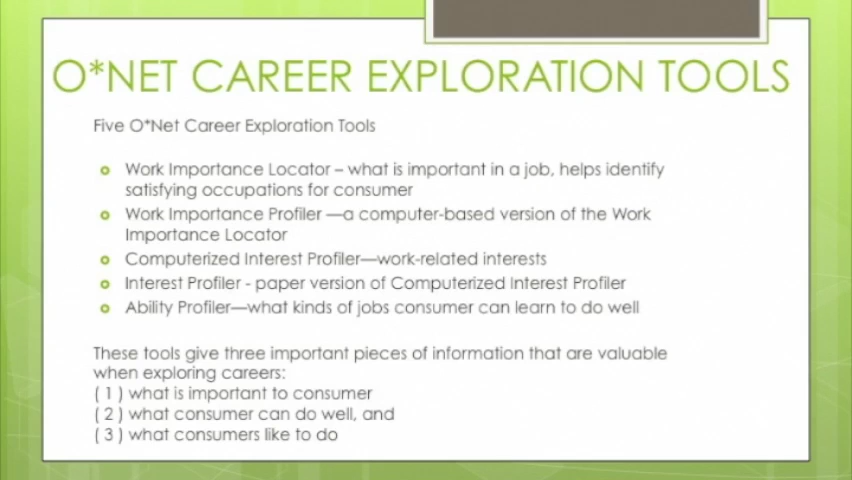 O*NET CAREER EXPLORATION TOOLS
Five O*Net Career Exploration Tools
Work Importance Locator – what is important in a job, helps identify
satisfying occupations for consumer
Work Importance Profiler —a computer-based version of the Work
Importance Locator
Computerized Interest Profiler—work-related interests
Interest Profiler - paper version of Computerized Interest Profiler
Ability Profiler—what kinds of jobs consumer can learn to do well
These tools give three important pieces of information that are valuable
when exploring careers:
( 1 ) what is important to consumer
( 2 ) what consumer can do well, and
( 3 ) what consumers like to do